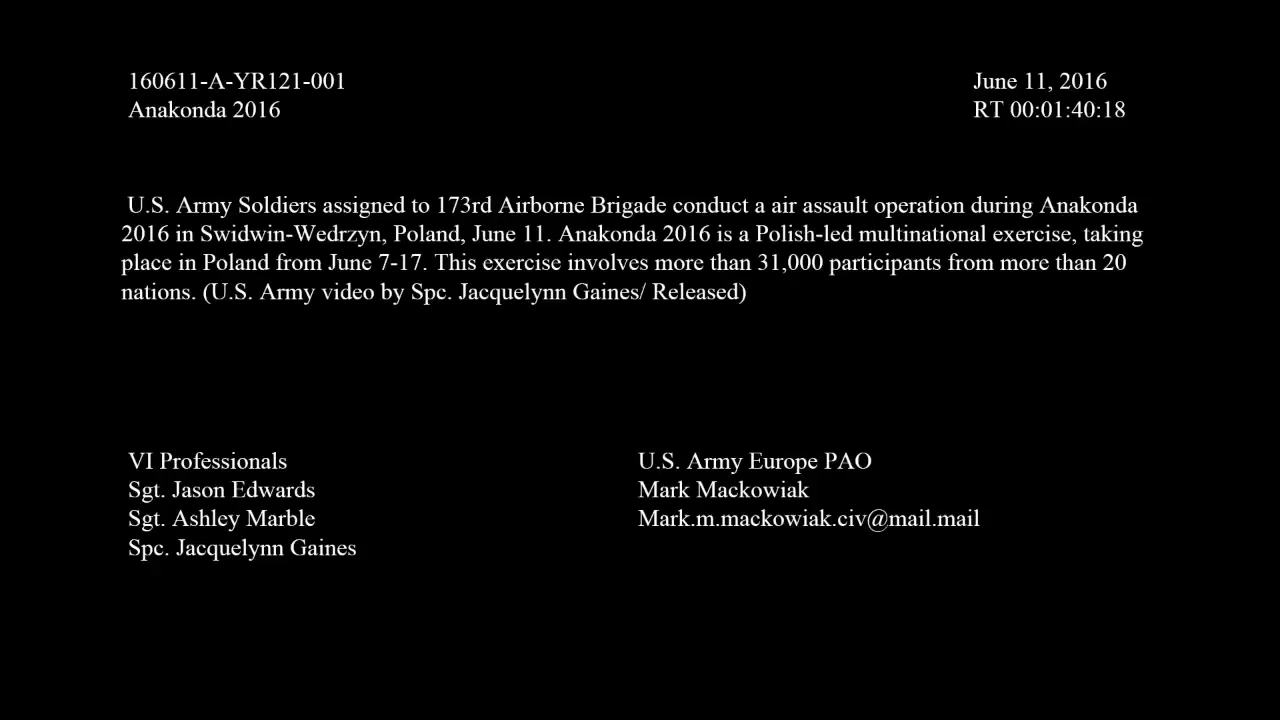 160611-A-YR121-001
June 11, 2016
Anakonda 2016
RT 00:01:40:18
U.S. Army Soldiers assigned to 173rd Airborne Brigade conduct a air assault operation during Anakonda
2016 in Swidwin-Wedrzyn, Poland, June 11. Anakonda 2016 is a Polish-led multinational exercise, taking
place in Poland from June 7-17. This exercise involves more than 31,000 participants from more than 20
nations. (U.S. Army video by Spc. Jacquelynn Gaines/ Released)
VI Professionals
Sgt. Jason Edwards
Sgt. Ashley Marble
Spc. Jacquelynn Gaines
U.S. Army Europe PAO
Mark Mackowiak
Mark.m.mackowiak.civ@mail.mail